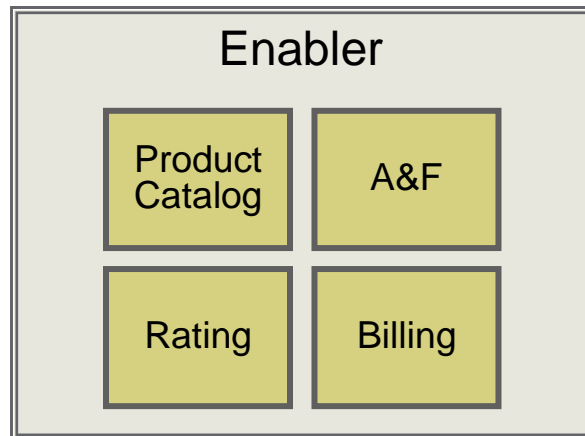 Enabler
Product
Catalog
A&F
Rating
Billing